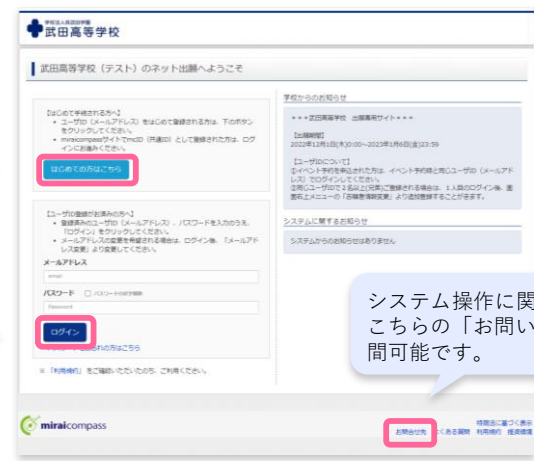 学校法人武田学園
武田高等学校
武田高等学校（テスト）のネット出願へようこそ
【はじめて手続される方へ】
• ユーザID（メールアドレス）をはじめて登録される方は、下のボタン
をクリックしてください。
• miraicompassサイトでmcID（共通ID）として登録された方は、ログ
インにお進みください。
はじめての方はこちら
【ユーザID登録がお済みの方へ】
• 登録済みのユーザID（メールアドレス）、パスワードを入力のうえ、
「ログイン」をクリックしてください。
• メールアドレスの変更を希望される場合は、ログイン後、「メールアド
レス変更」より変更してください。
メールアドレス
email
パスワード
パスワードの伏字解除
Password
ログイン
れの方はこちら
※「利用規約」をご確認いただいたのち、ご利用ください。
学校からのお知らせ
＊＊＊武田高等学校 出願専用サイト＊＊＊
【出願期間】
2022年12月1日(木)0:00～2023年1月6日(金)23:59
【ユーザIDについて】
①イベント予約を申込された方は、イベント予約時と同じユーザID（メールアド
レス）でログインしてください。
②同じユーザIDで2名以上(兄弟)ご登録される場合は、1人目のログイン後、画
面右上メニューの「志願者情報変更」より追加登録することができます。
システムに関するお知らせ
システムからのお知らせはありません
システム操作に関
こちらの「お問い
間可能です。
miraicompass
お問合せ先
くある質問
利用規約
推奨環境
特商法に基づく表示